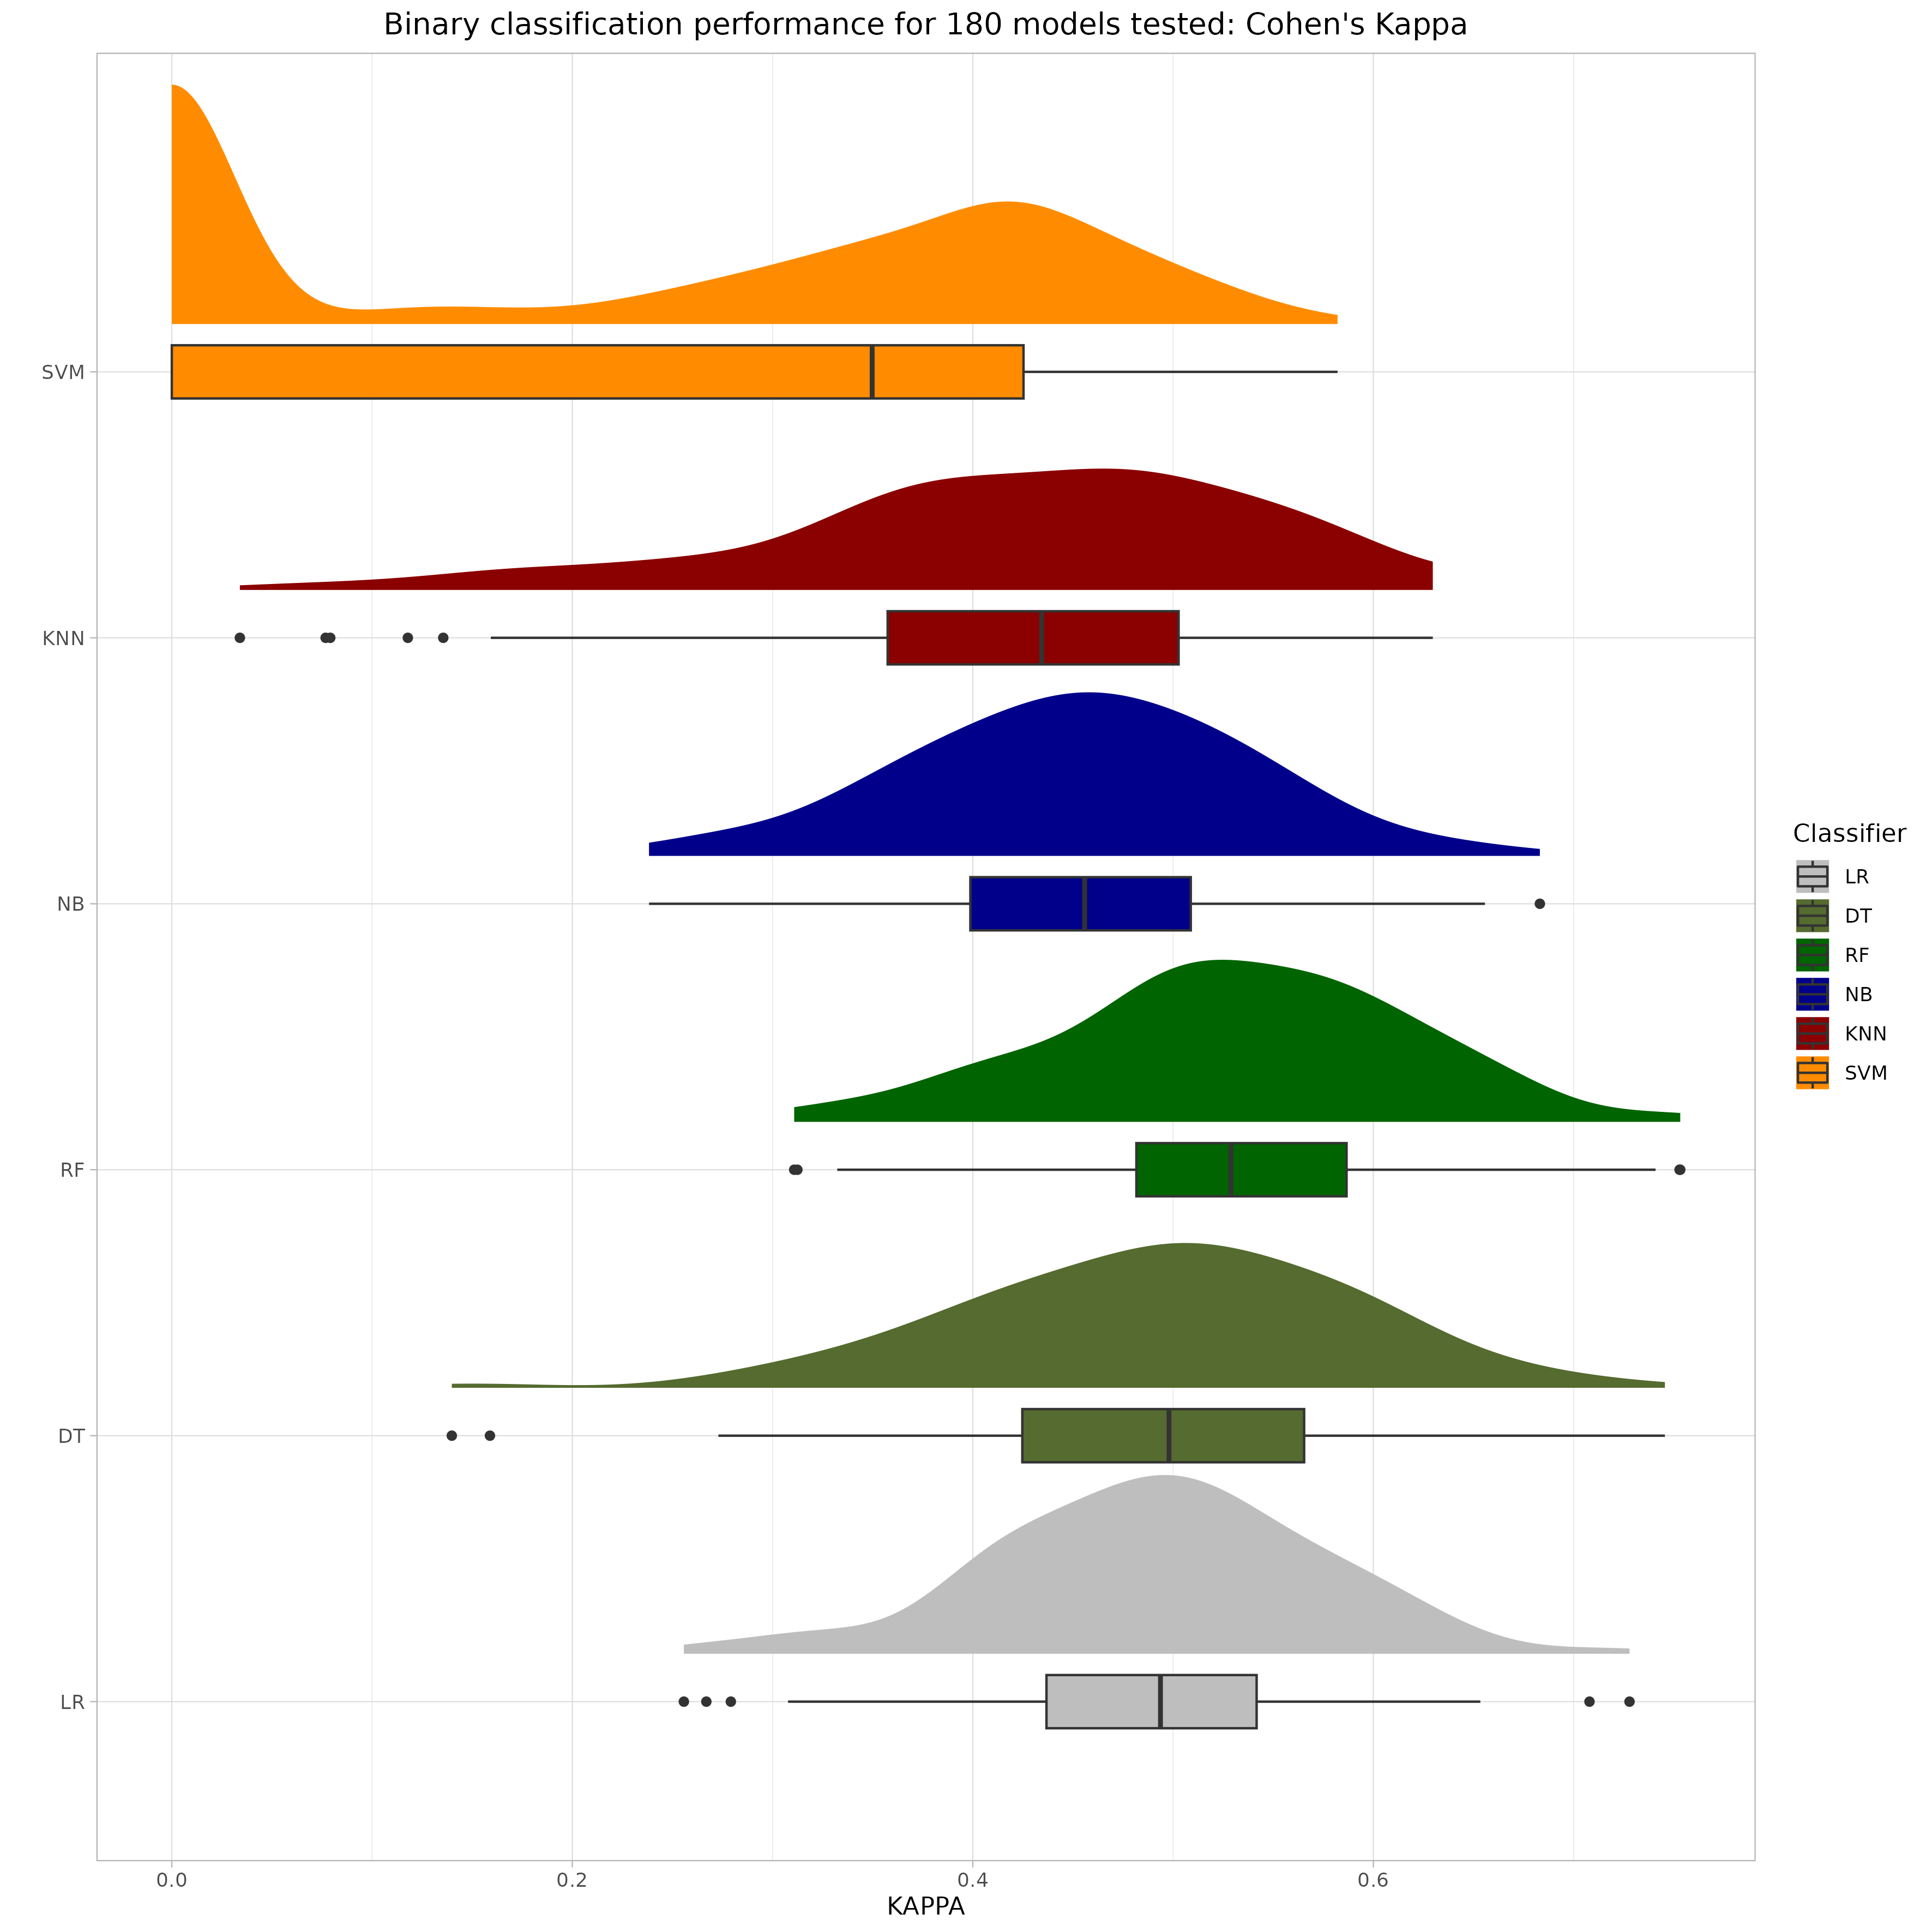 Binary classification performance for 180 models tested: Cohen's Kappa
SVM
KNN
NB
RF
DT
LR
0.0 0.2 0.4 0.6
KAPPA
Classifier
LR
DT
RF
NB
KNN
SVM